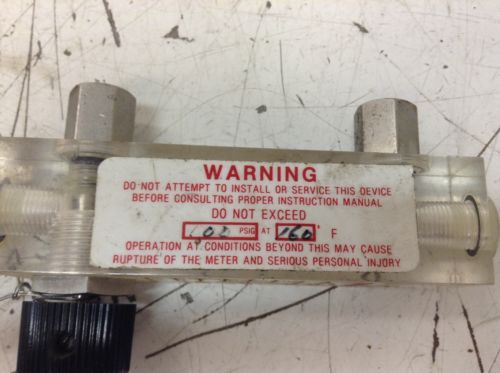 WARNING
DO NOT ATTEMPT TO INSTALL OR SERVICE THIS DEVICE
BEFORE CONSULTING PROPER INSTRUCTION MANUAL
DO NOT EXCEED
PSIG AT 160° F
OPERATION AT CONDITIONS BEYOND THIS MAY CAUSE
RUPTURE OF THE METER AND SERIOUS PERSONAL INJURY